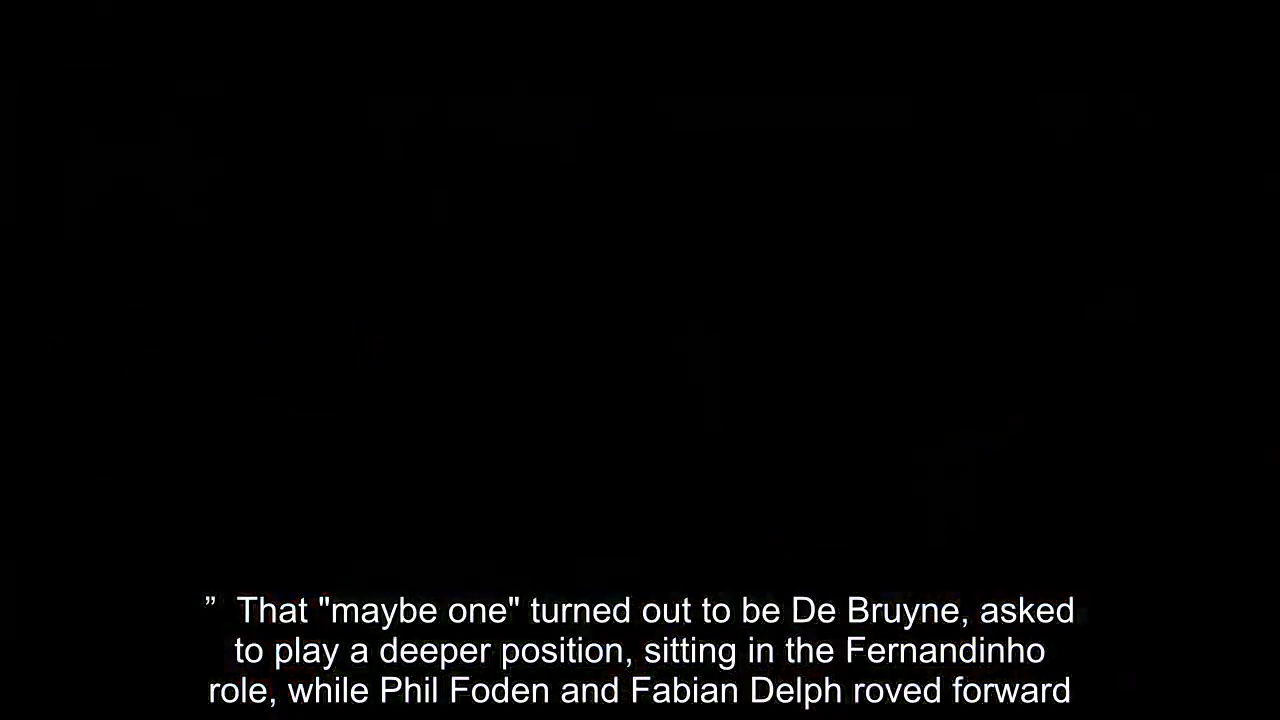 ”  That "maybe one" turned out to be De Bruyne, asked
to play a deeper position, sitting in the Fernandinho
role, while Phil Foden and Fabian Delph roved forward